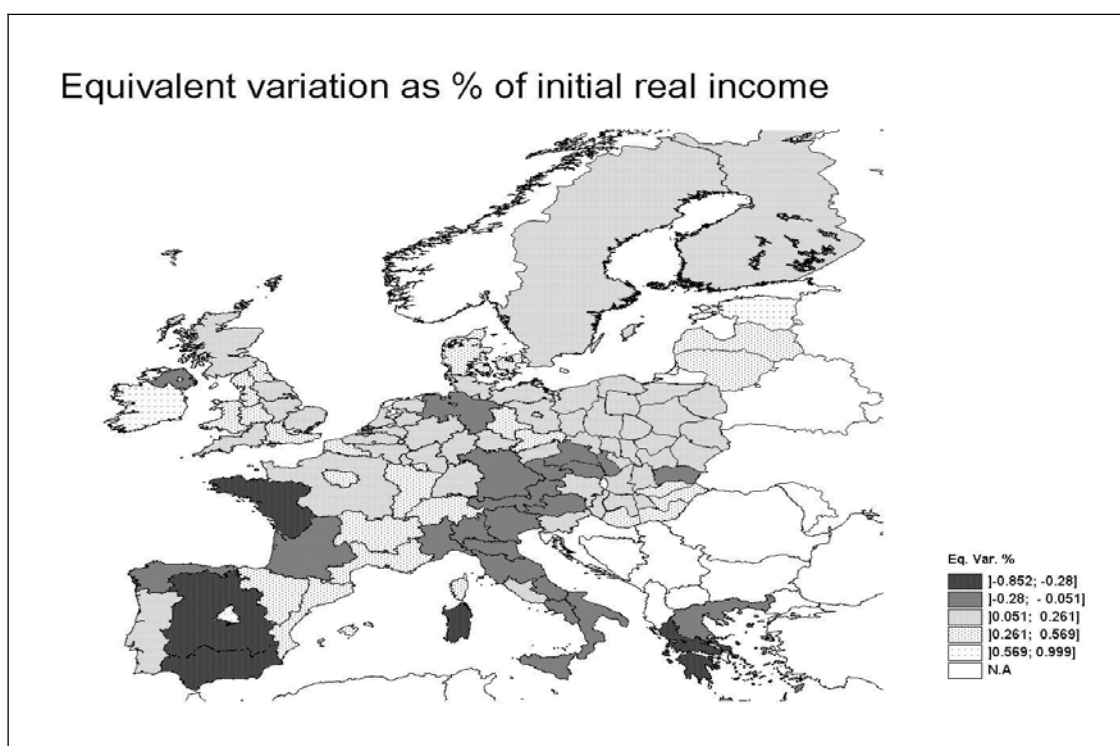 Equivalent variation as % of initial real income
Eq. Var. %
]-0.852; -0.28]
]-0.28; - 0.051]
]0.051; 0.261]
]0.261; 0.569]
]0.569; 0.999]
N.A